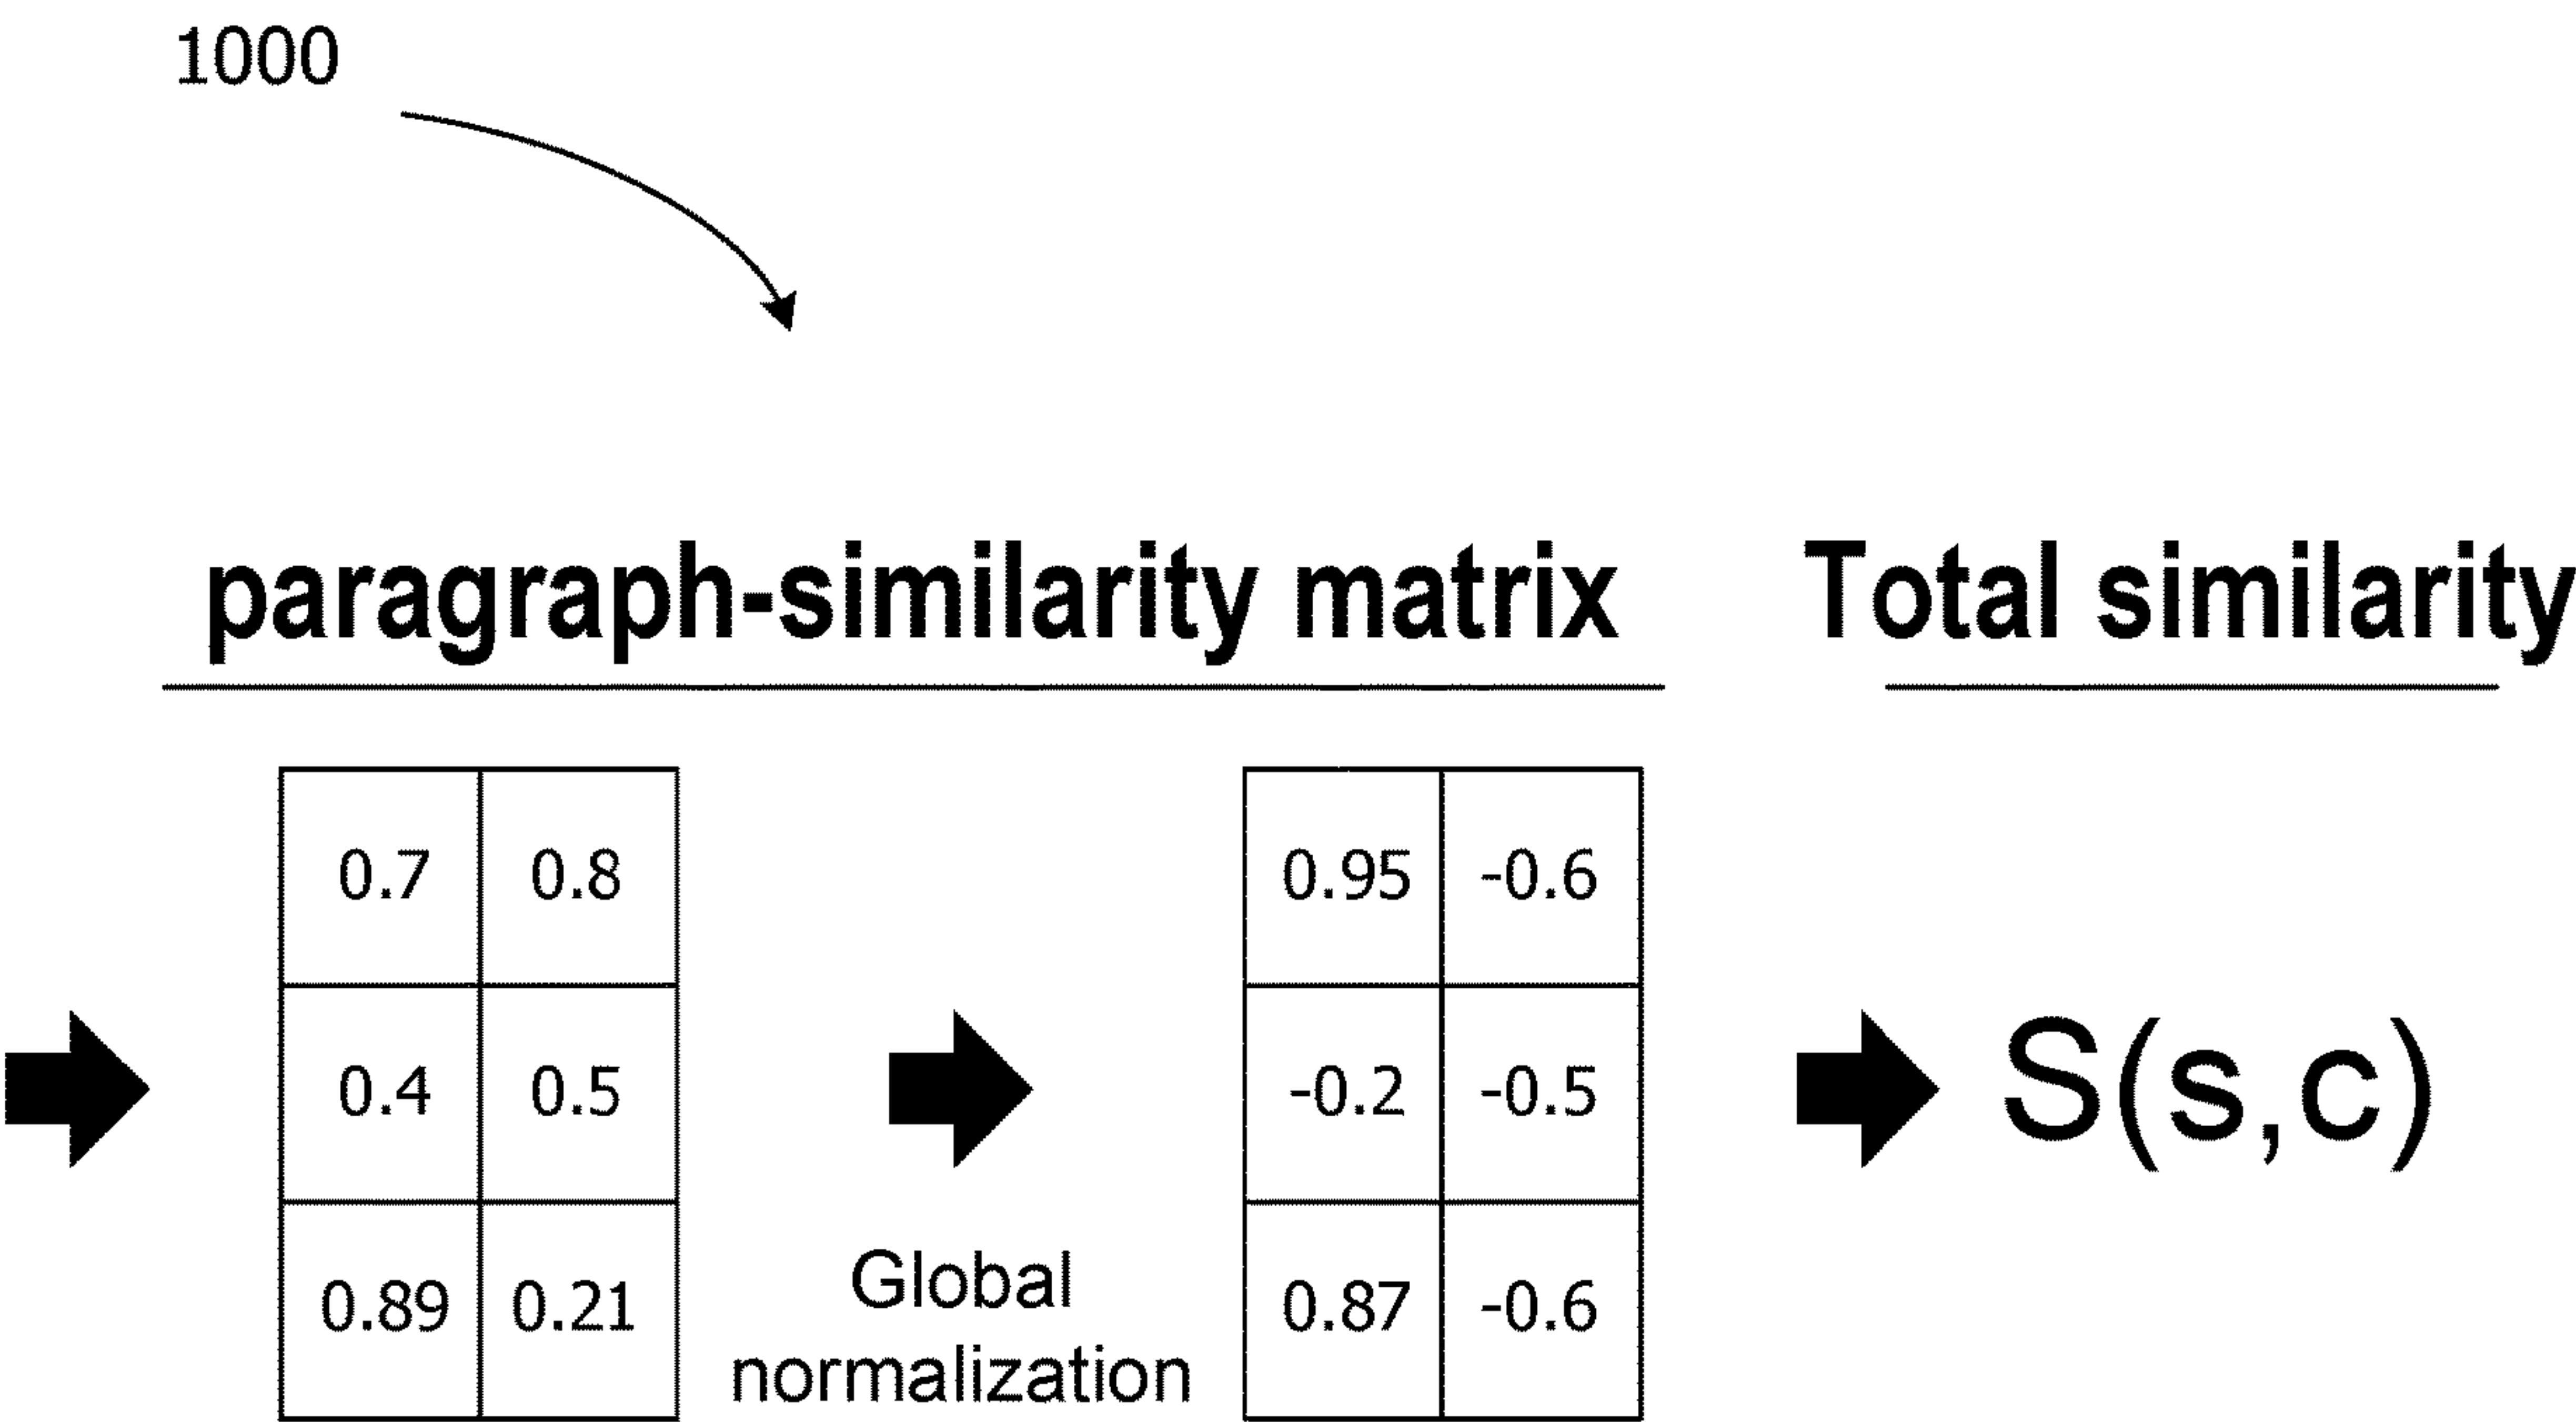 1000
paragraph-similarity matrix Total similarity
0.7 0.8 0.95 -0.6
0.4 0.5 -0.2 -0.5 S(s,c)
0.89 0.21 Global 0.87 -0.6
normalization